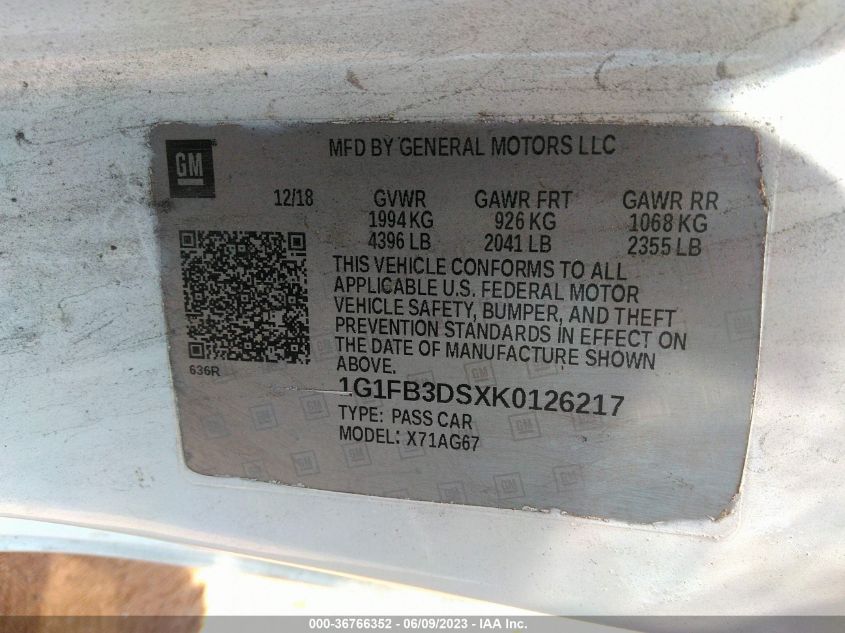 GM
MFD BY GENERAL MOTORS LLC
12/18 GVWR GAWR FRT GAWR RR
1994 KG 926 KG 1068 KG
4396 LB 2041 LB 2355 LB
THIS VEHICLE CONFORMS TO ALL
APPLICABLE U.S. FEDERAL MOTOR
VEHICLE SAFETY, BUMPER, AND THEFT
PREVENTION STANDARDS IN EFFECT ON
THE DATE OF MANUFACTURE SHOWN
ABOVE.
636R
1G1FB3DSXK0126217
TYPE: PASS CAR
MODEL: X71AG67
000-36766352 - 06/09/2023 - IAA Inc.